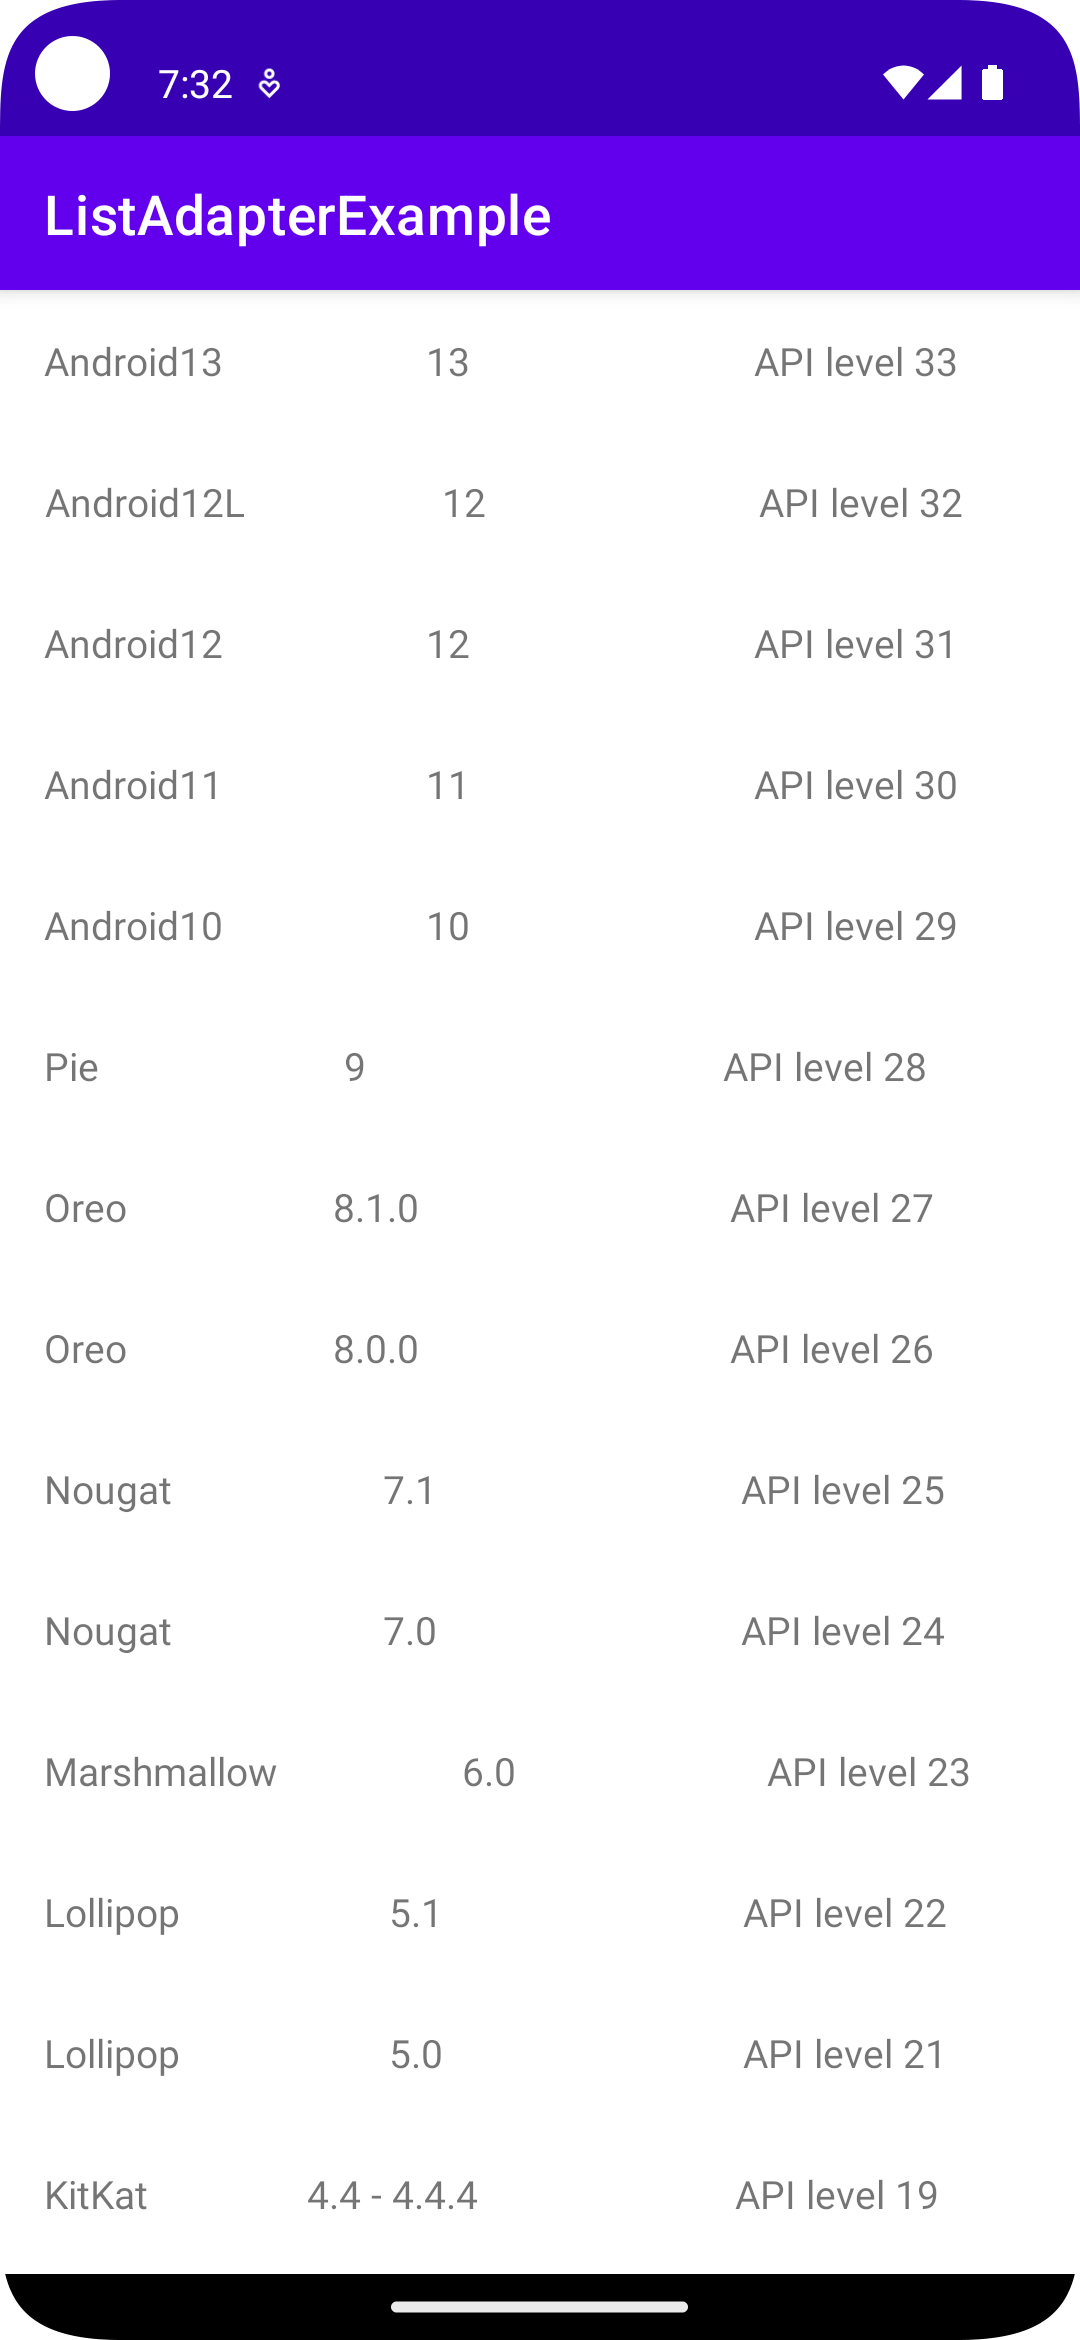 7:32
ListAdapterExample
Android13 13 API level 33
Android12L 12 API level 32
Android12 12 API level 31
Android11 11 API level 30
Android10 10 API level 29
Pie 9 API level 28
Oreo 8.1.0 API level 27
Oreo 8.0.0 API level 26
Nougat 7.1 API level 25
Nougat 7.0 API level 24
Marshmallow 6.0 API level 23
Lollipop 5.1 API level 22
Lollipop 5.0 API level 21
KitKat 4.4 - 4.4.4 API level 19